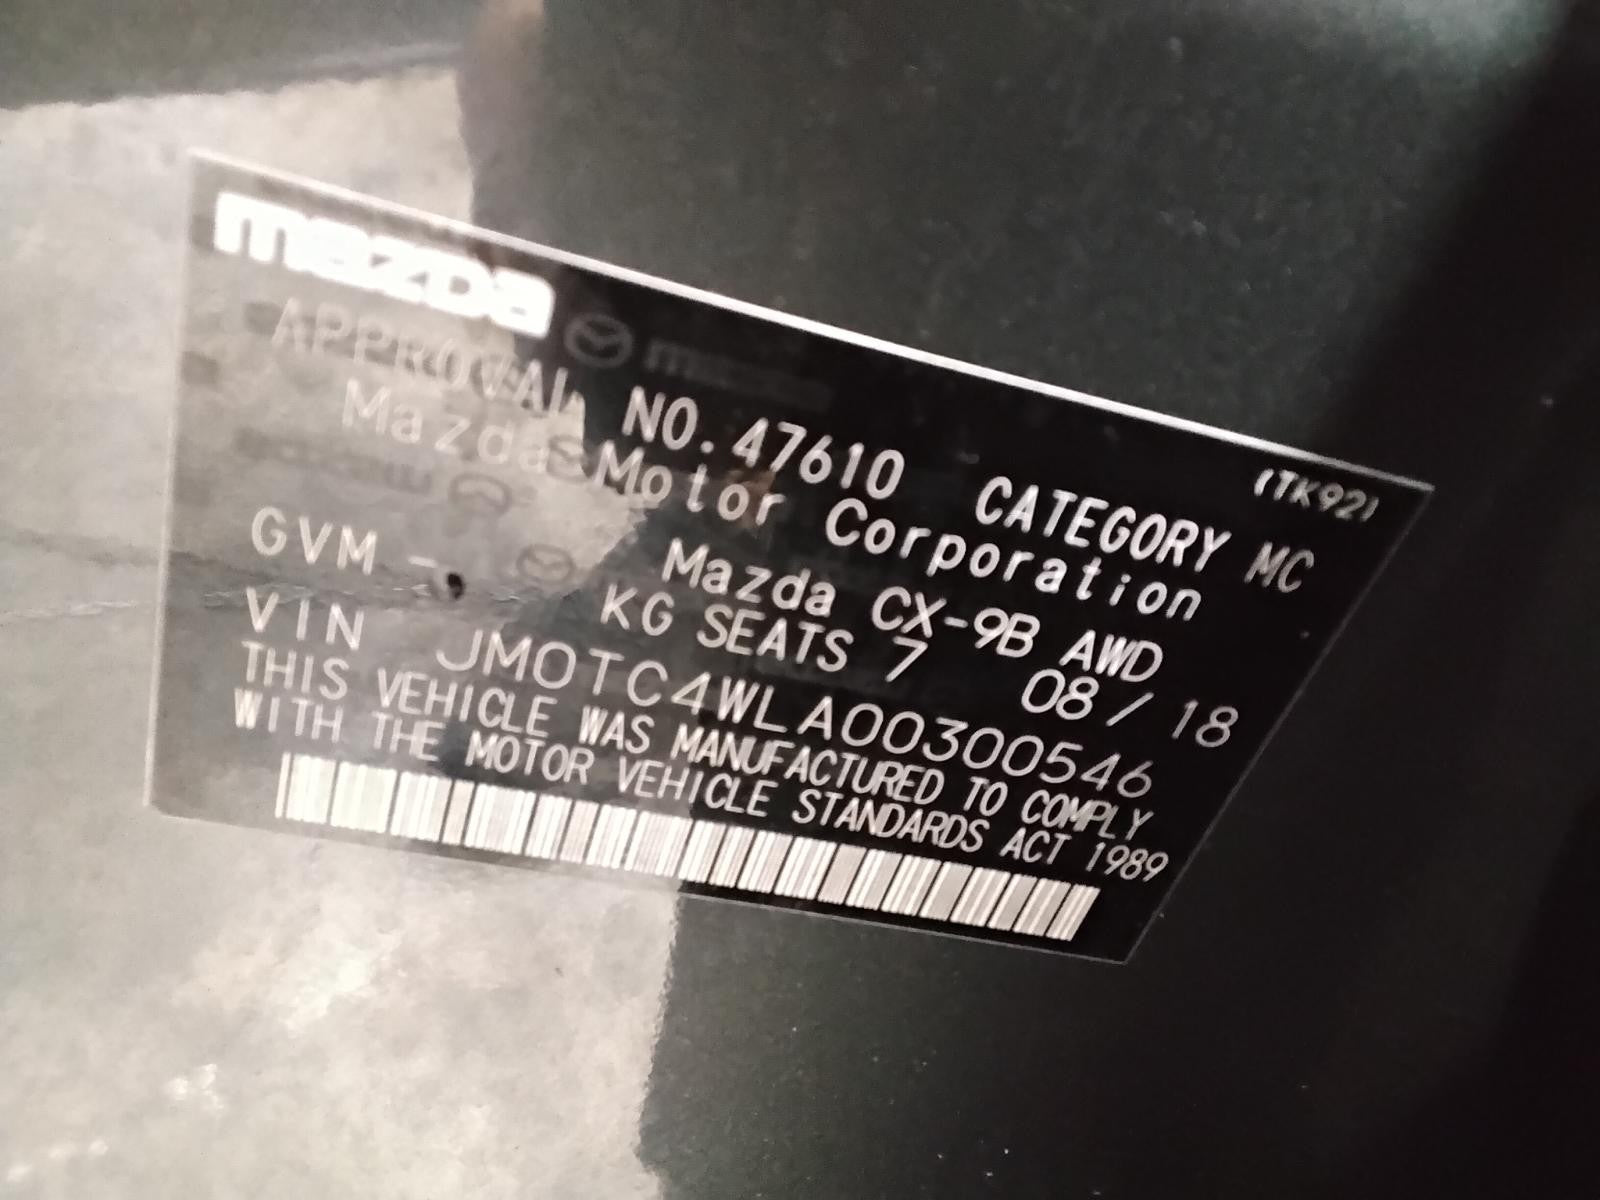 mazda
APPROVAL NO.47610 CATEGORY MC (TK92)
Mazda Motor Corporation
Mazda CX-9B AWD
GVM - KG SEATS 7 08/18
VIN JM0TC4WLA00300546
THIS VEHICLE WAS MANUFACTURED TO COMPLY
WITH THE MOTOR VEHICLE STANDARDS ACT 1989